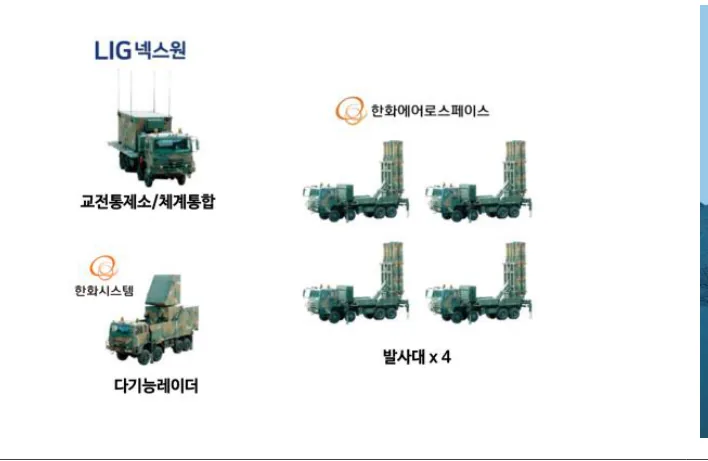 LIG넥스원
교전통제소/체계통합
한화에어로스페이스
한화시스템
다기능레이더
발사대 x 4